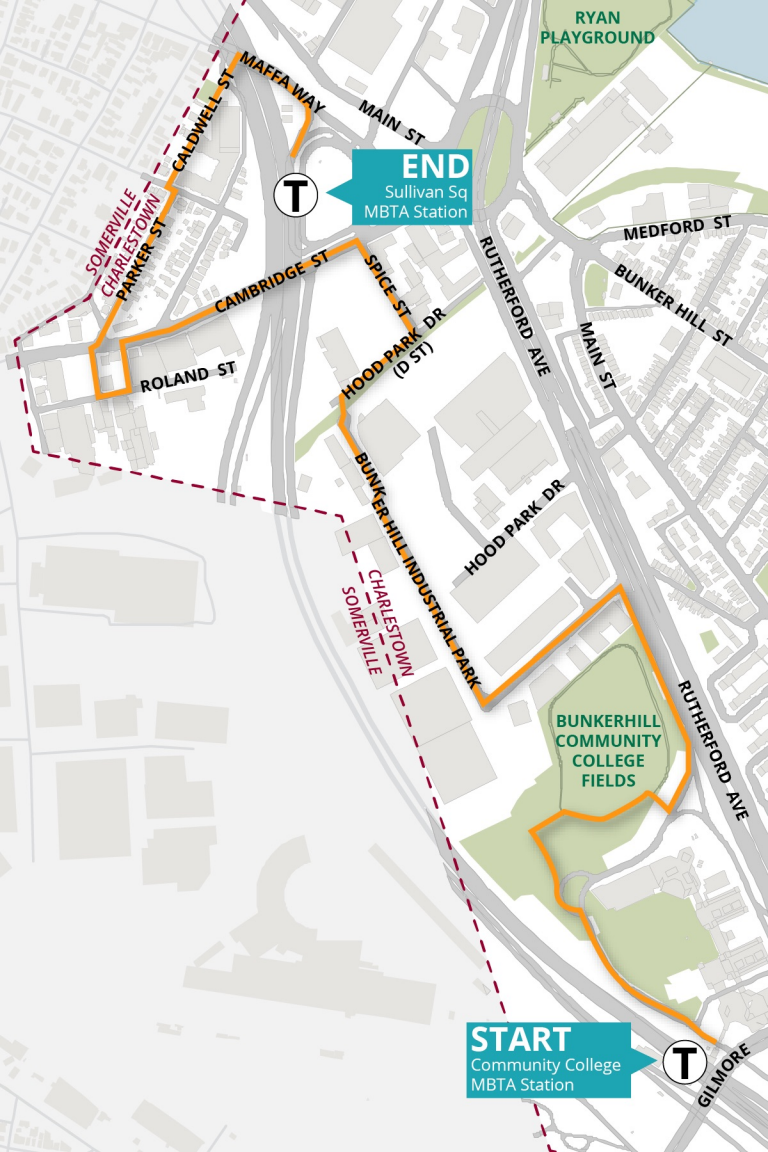 RYAN
PLAYGROUND
MAFFA WAY
MAIN ST
CALDWELL ST
END
Sullivan Sq
MBTA Station
T
SOMERVILLE
CHARLESTOWN
PARKER ST
MEDFORD ST
CAMBRIDGE ST
SPICE ST
RUTHERFORD AVE
BUNKER HILL ST
MAIN ST
HOOD PARK DR
(D ST)
ROLAND ST
BUNKER HILL INDUSTRIAL PARK
HOOD PARK DR
CHARLESTOWN
SOMERVILLE
BUNKERHILL
COMMUNITY
COLLEGE
FIELDS
RUTHERFORD AVE
START
Community College
MBTA Station
T
GILMORE